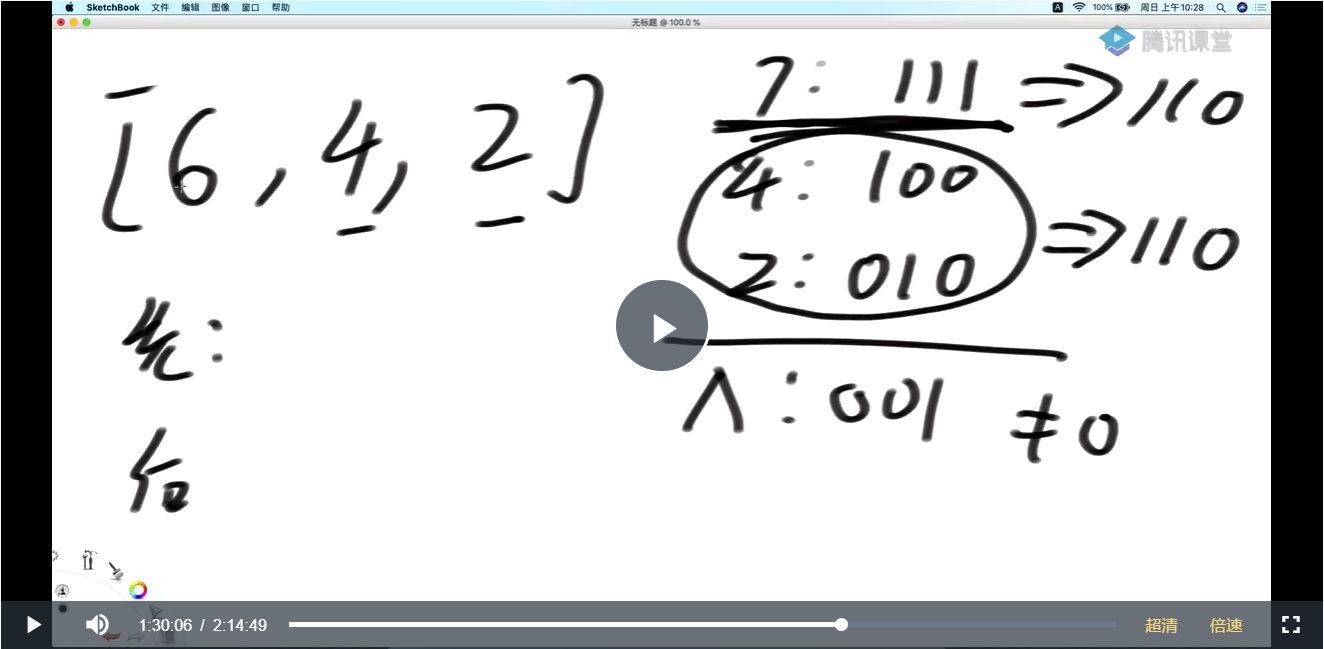 SketchBook 文件 编辑 图像 窗口 帮助
A 100% 周日 上午10:28
无标题 @ 100.0 %
腾讯课堂
[6, 4, 2]
7: 111 => 110
4: 100
2: 010
=> 110
∧: 001 ≠ 0
先:
后
1:30:06 / 2:14:49
超清 倍速